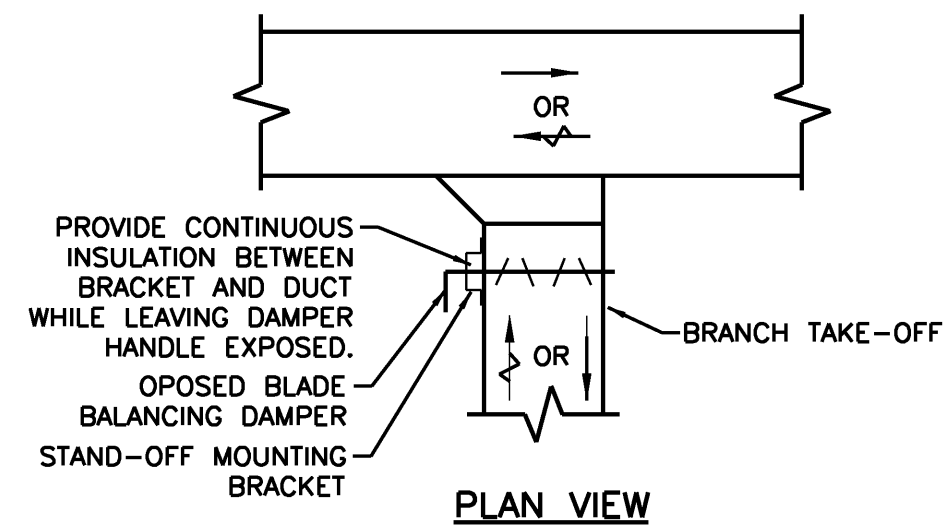 OR
PROVIDE CONTINUOUS
INSULATION BETWEEN
BRACKET AND DUCT
WHILE LEAVING DAMPER
HANDLE EXPOSED.
BRANCH TAKE-OFF
OR
OPOSED BLADE
BALANCING DAMPER
STAND-OFF MOUNTING
BRACKET
PLAN VIEW